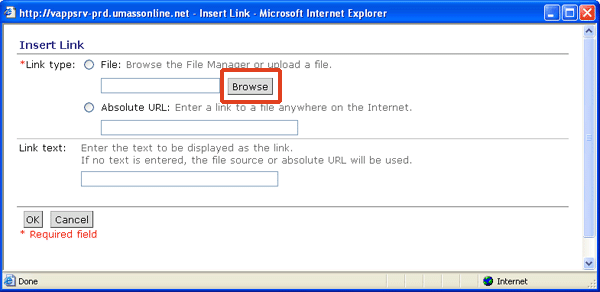 http://vappsrv-prd.umassonline.net - Insert Link - Microsoft Internet Explorer
Insert Link
*Link type: File: Browse the File Manager or upload a file.
Browse
Absolute URL: Enter a link to a file anywhere on the Internet.
Link text: Enter the text to be displayed as the link.
If no text is entered, the file source or absolute URL will be used.
OK Cancel
* Required field
Done Internet